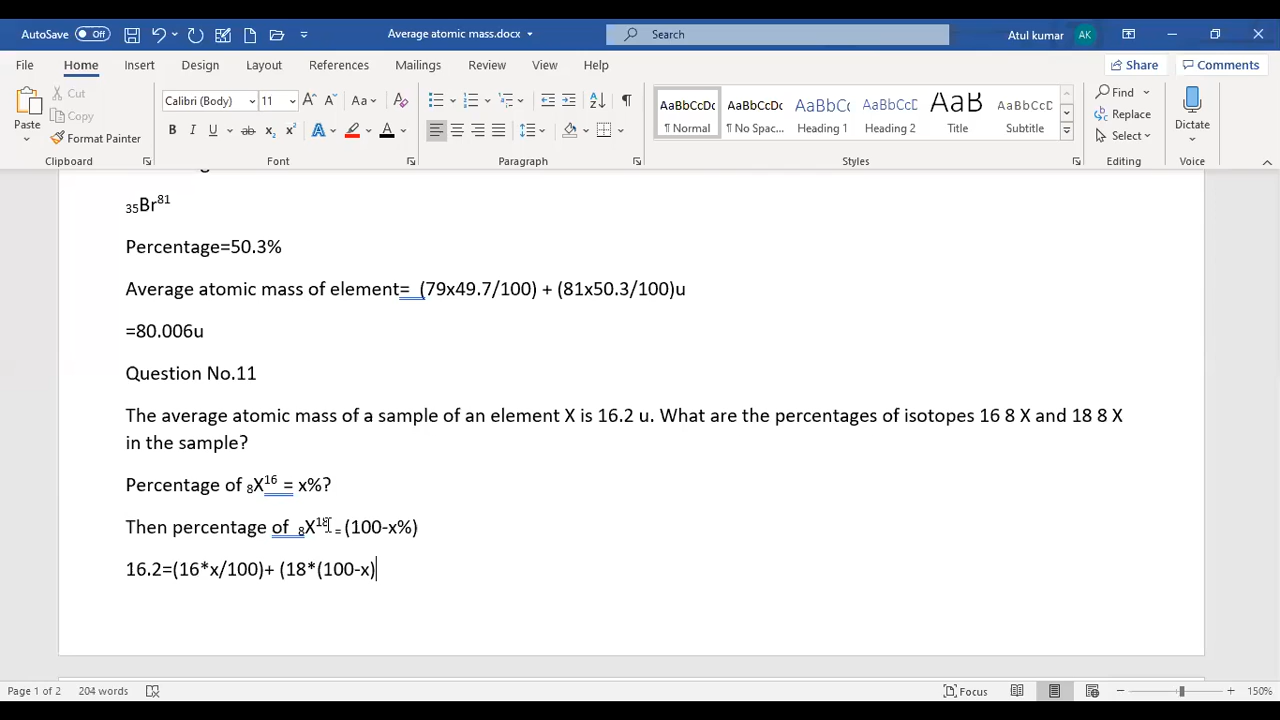 AutoSave Off Average atomic mass.docx Search Atul kumar AK
File Home Insert Design Layout References Mailings Review View Help Share Comments
Paste Cut Copy Format Painter
Calibri (Body) 11
AaBbCcDc AaBbCcDc AaBbCc AaBbCcC AaB AaBbCcD
¶ Normal ¶ No Spac... Heading 1 Heading 2 Title Subtitle
Find Replace Select Dictate
Clipboard Font Paragraph Styles Editing Voice
₃₅Br⁸¹
Percentage=50.3%
Average atomic mass of element= (79x49.7/100) + (81x50.3/100)u
=80.006u
Question No.11
The average atomic mass of a sample of an element X is 16.2 u. What are the percentages of isotopes 16 8 X and 18 8 X
in the sample?
Percentage of ₈X¹⁶ = x%?
Then percentage of ₈X¹⁸ = (100-x%)
16.2=(16*x/100)+ (18*(100-x)
Page 1 of 2 204 words Focus 150%